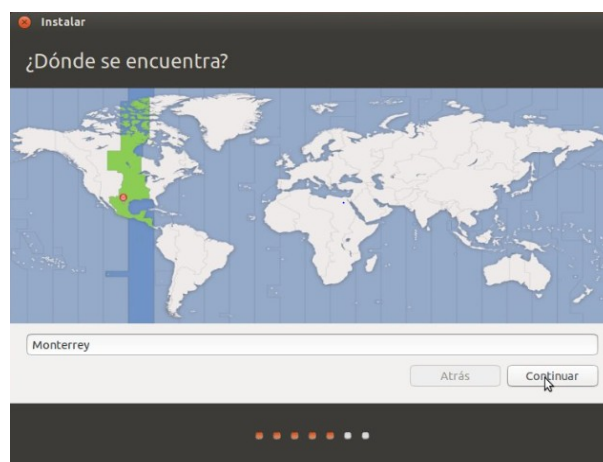 Instalar
¿Dónde se encuentra?
Monterrey
Atrás
Continuar